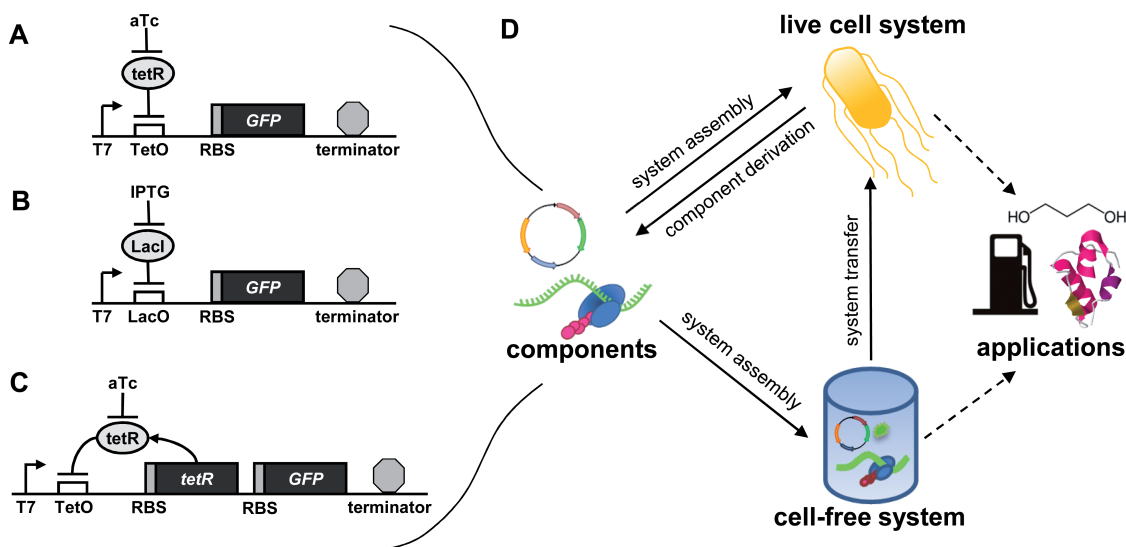 A
aTc
tetR
GFP
T7
TetO
RBS
terminator
B
IPTG
LacI
GFP
T7
LacO
RBS
terminator
C
aTc
tetR
tetR
GFP
T7
TetO
RBS
RBS
terminator
D
live cell system
system assembly
component derivation
components
system assembly
system transfer
cell-free system
HO
OH
applications